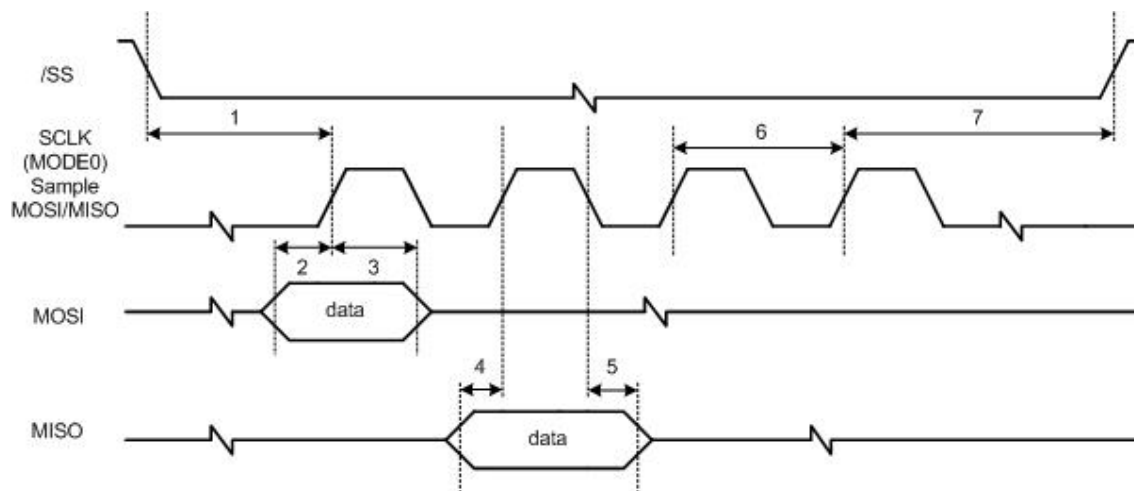 /SS
1
7
6
SCLK
(MODE0)
Sample
MOSI/MISO
2
3
MOSI
data
4
5
MISO
data